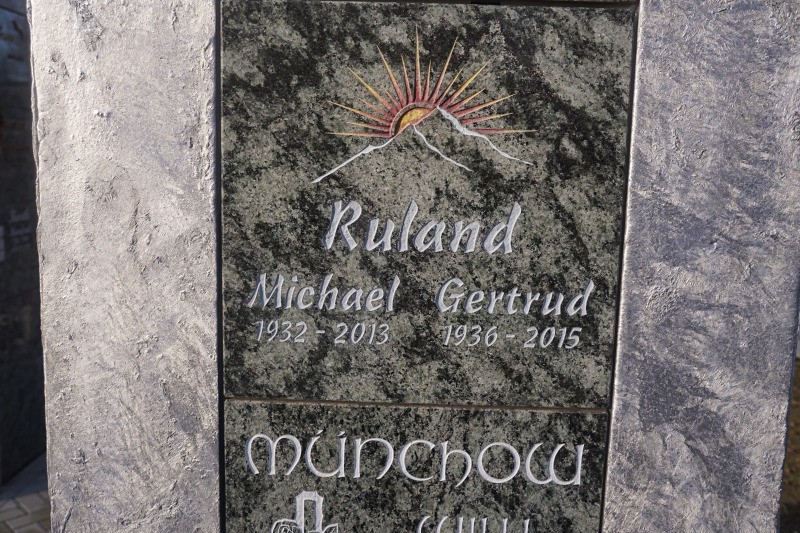 Ruland
Michael Gertrud
1932 - 2013 1936 - 2015
MÜNCHOW